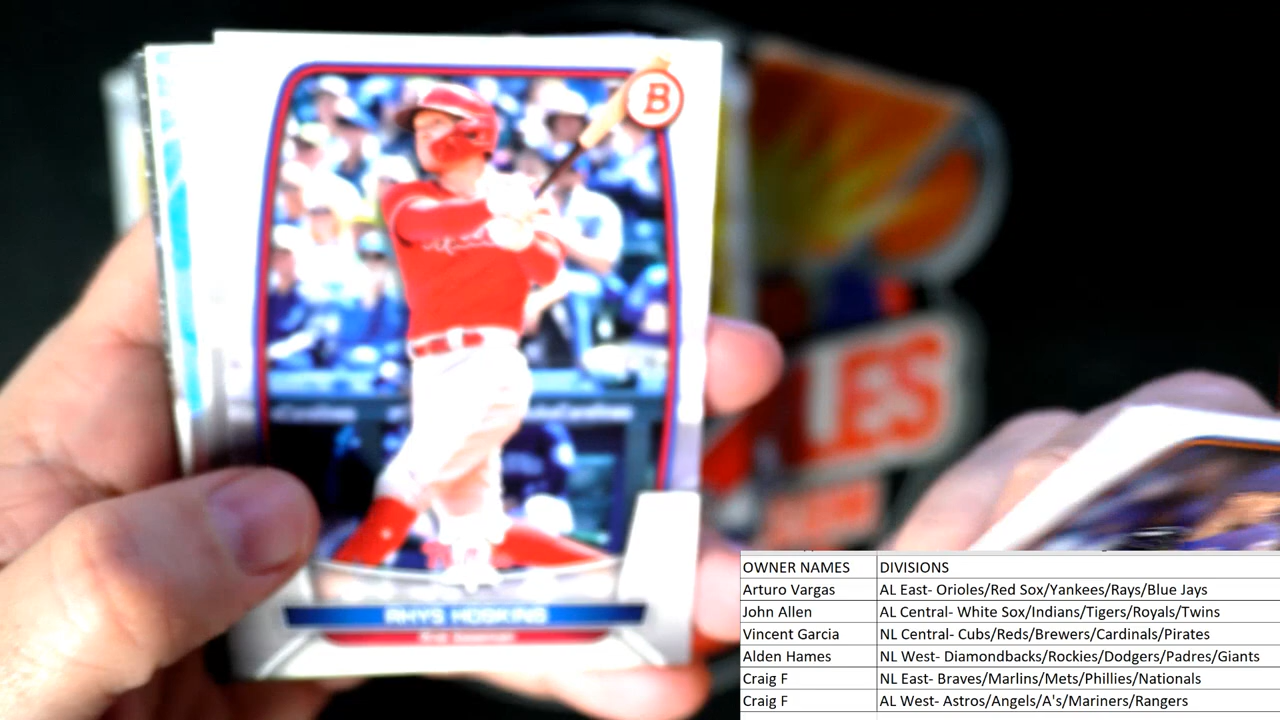 B
RHYS HOSKINS
First Baseman
LES
OWNER NAMES DIVISIONS
Arturo Vargas AL East- Orioles/Red Sox/Yankees/Rays/Blue Jays
John Allen AL Central- White Sox/Indians/Tigers/Royals/Twins
Vincent Garcia NL Central- Cubs/Reds/Brewers/Cardinals/Pirates
Alden Hames NL West- Diamondbacks/Rockies/Dodgers/Padres/Giants
Craig F NL East- Braves/Marlins/Mets/Phillies/Nationals
Craig F AL West- Astros/Angels/A's/Mariners/Rangers